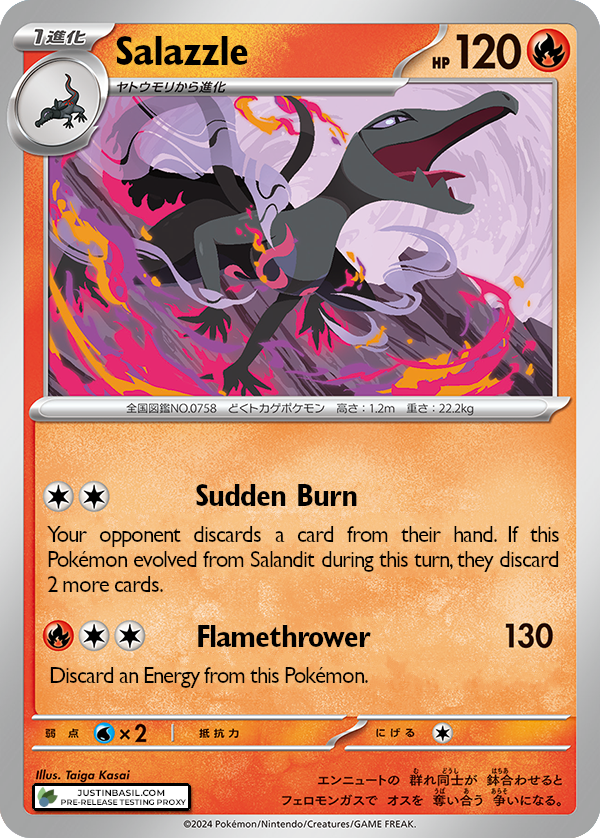 1進化
Salazzle
HP 120
ヤトウモリから進化
全国図鑑NO.0758 どくトカゲポケモン 高さ:1.2m 重さ:22.2kg
Sudden Burn
Your opponent discards a card from their hand. If this
Pokémon evolved from Salandit during this turn, they discard
2 more cards.
Flamethrower 130
Discard an Energy from this Pokémon.
弱点 ×2 抵抗力 にげる
Illus. Taiga Kasai
JUSTINBASIL.COM
PRE-RELEASE TESTING PROXY
エンニュートの 群れ同士が 鉢合わせると
フェロモンガスで オスを 奪い合う 争いになる。
©2024 Pokémon/Nintendo/Creatures/GAME FREAK.